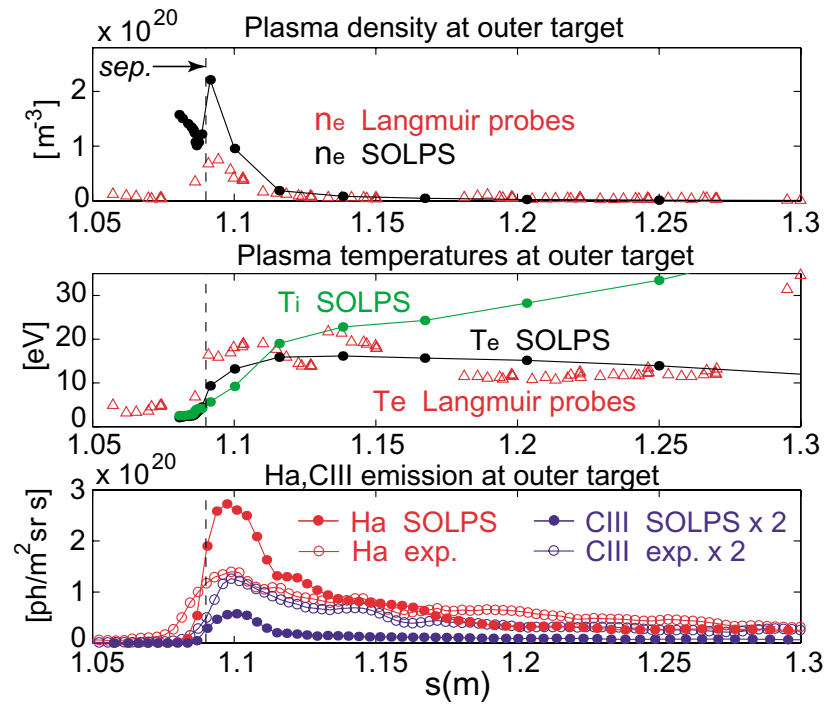 Plasma density at outer target
x 10^20
sep.
2
1
0
[m^-3]
ne Langmuir probes
ne SOLPS
1.05 1.1 1.15 1.2 1.25 1.3
Plasma temperatures at outer target
30
20
10
0
[eV]
Ti SOLPS
Te SOLPS
Te Langmuir probes
1.05 1.1 1.15 1.2 1.25 1.3
x 10^20
Ha,CIII emission at outer target
3
2
1
0
[ph/m^2sr s]
Ha SOLPS
Ha exp.
CIII SOLPS x 2
CIII exp. x 2
1.05 1.1 1.15 1.2 1.25 1.3
s(m)